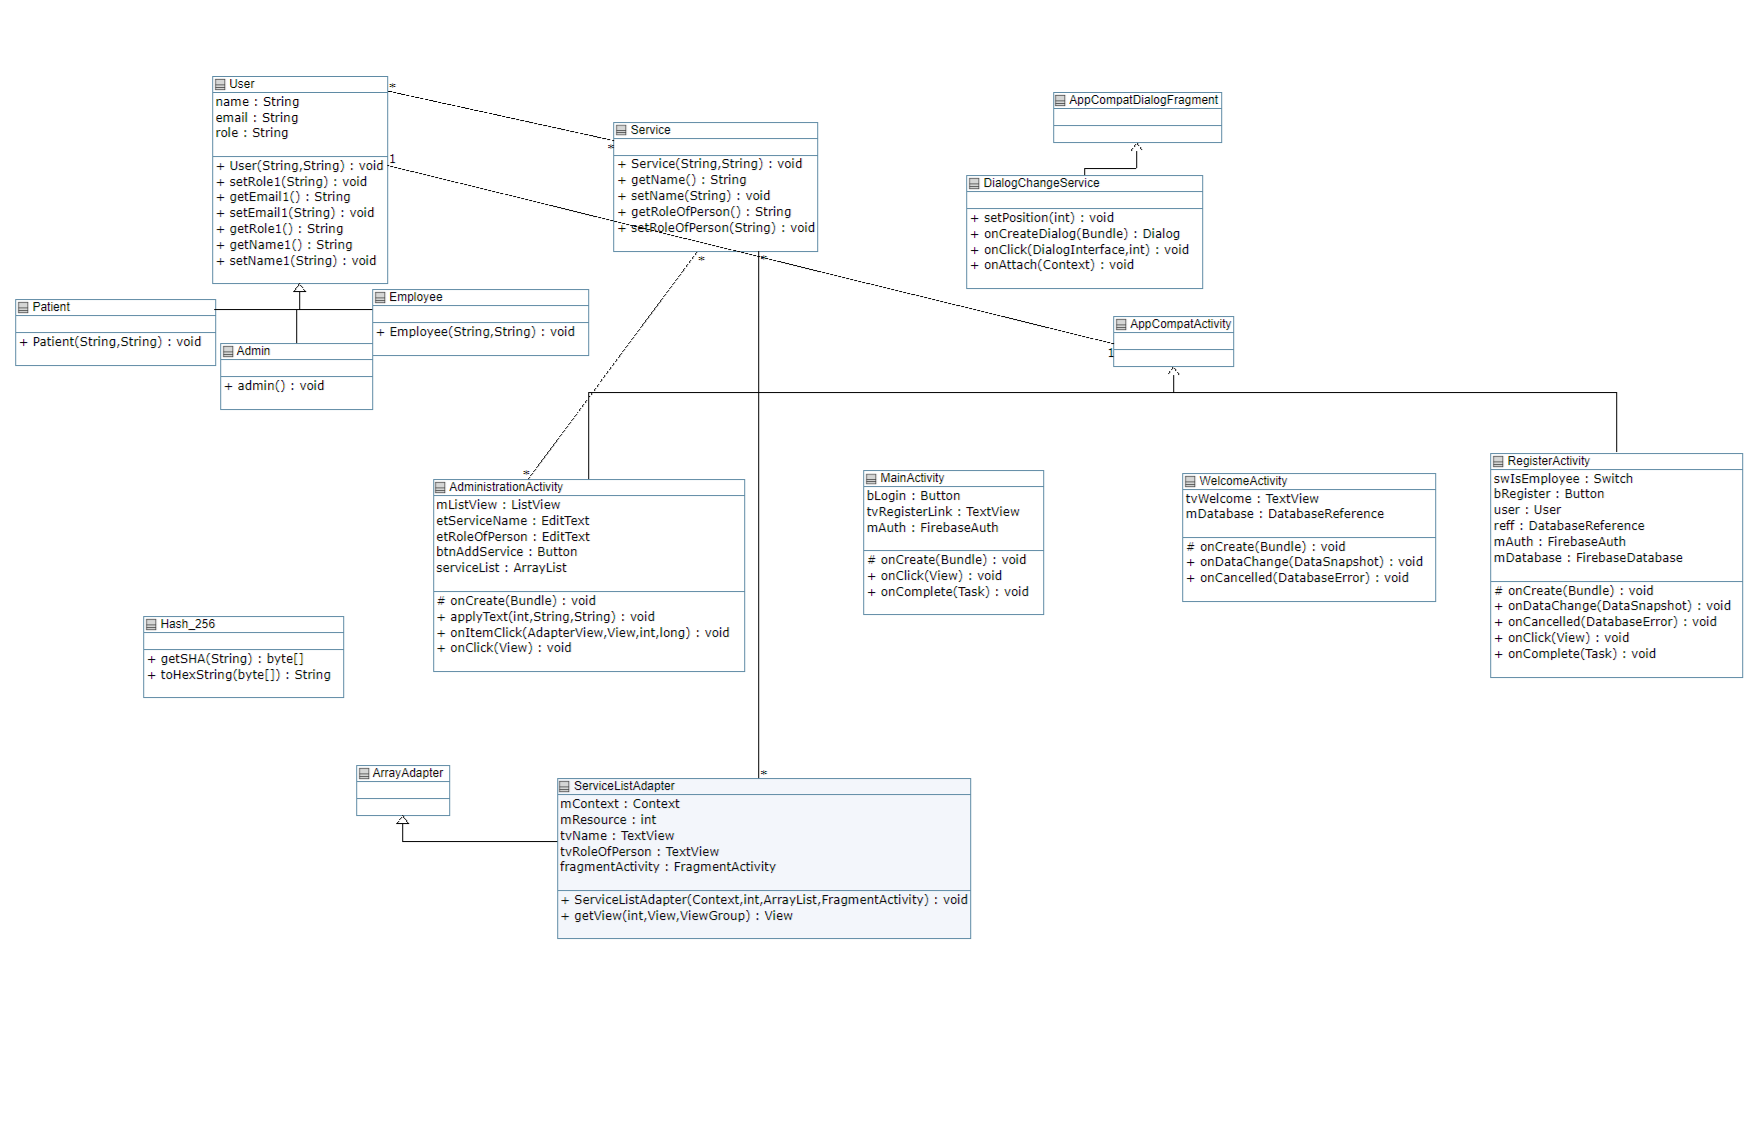 User
name : String
email : String
role : String
+ User(String,String) : void
+ setRole1(String) : void
+ getEmail1() : String
+ setEmail1(String) : void
+ getRole1() : String
+ getName1() : String
+ setName1(String) : void
*
*
1
1
Service
+ Service(String,String) : void
+ getName() : String
+ setName(String) : void
+ getRoleOfPerson() : String
+ setRoleOfPerson(String) : void
*
*
*
*
AppCompatDialogFragment
DialogChangeService
+ setPosition(int) : void
+ onCreateDialog(Bundle) : Dialog
+ onClick(DialogInterface,int) : void
+ onAttach(Context) : void
Patient
+ Patient(String,String) : void
Admin
+ admin() : void
Employee
+ Employee(String,String) : void
AppCompatActivity
AdministrationActivity
mListView : ListView
etServiceName : EditText
etRoleOfPerson : EditText
btnAddService : Button
serviceList : ArrayList
# onCreate(Bundle) : void
+ applyText(int,String,String) : void
+ onItemClick(AdapterView,View,int,long) : void
+ onClick(View) : void
MainActivity
bLogin : Button
tvRegisterLink : TextView
mAuth : FirebaseAuth
# onCreate(Bundle) : void
+ onClick(View) : void
+ onComplete(Task) : void
WelcomeActivity
tvWelcome : TextView
mDatabase : DatabaseReference
# onCreate(Bundle) : void
+ onDataChange(DataSnapshot) : void
+ onCancelled(DatabaseError) : void
RegisterActivity
swIsEmployee : Switch
bRegister : Button
user : User
reff : DatabaseReference
mAuth : FirebaseAuth
mDatabase : FirebaseDatabase
# onCreate(Bundle) : void
+ onDataChange(DataSnapshot) : void
+ onCancelled(DatabaseError) : void
+ onClick(View) : void
+ onComplete(Task) : void
Hash_256
+ getSHA(String) : byte[]
+ toHexString(byte[]) : String
ArrayAdapter
ServiceListAdapter
mContext : Context
mResource : int
tvName : TextView
tvRoleOfPerson : TextView
fragmentActivity : FragmentActivity
+ ServiceListAdapter(Context,int,ArrayList,FragmentActivity) : void
+ getView(int,View,ViewGroup) : View